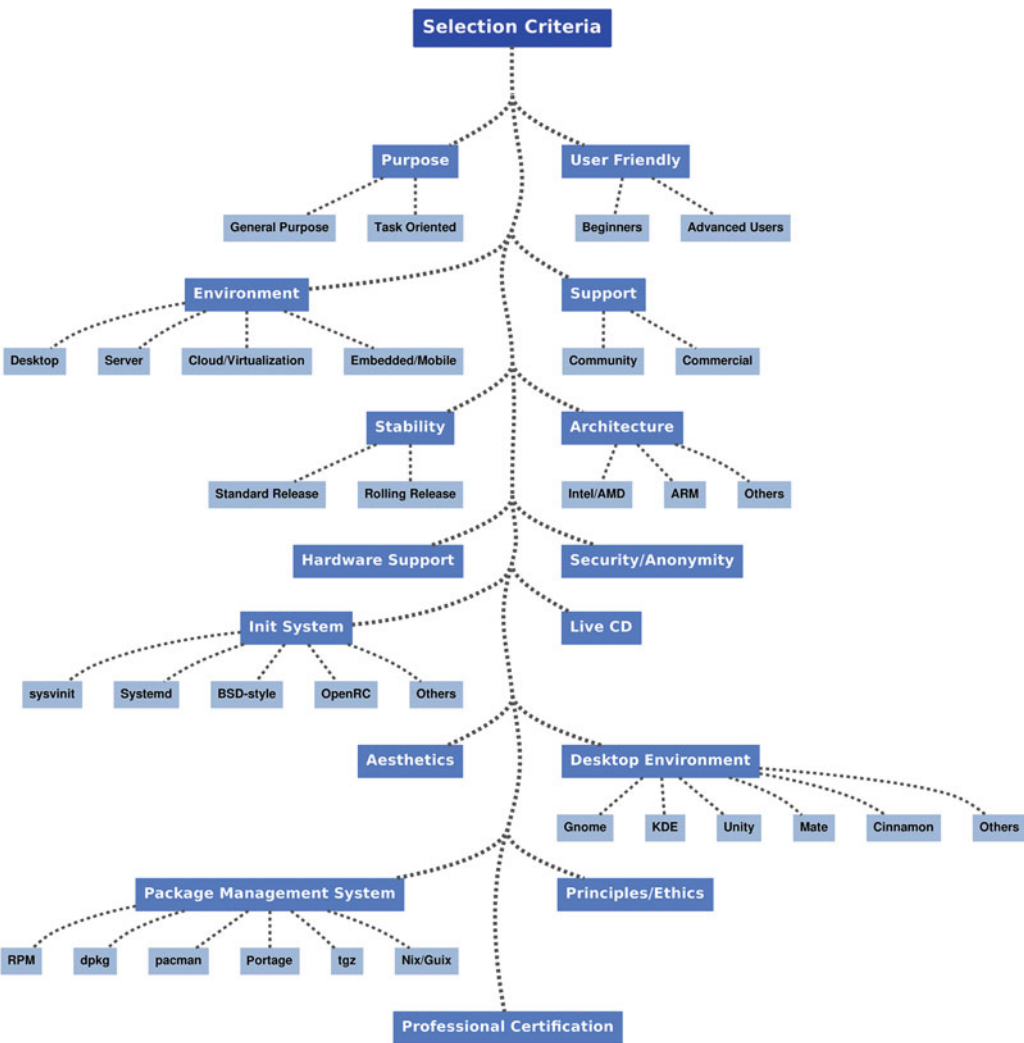 Selection Criteria
Purpose
User Friendly
General Purpose
Task Oriented
Beginners
Advanced Users
Environment
Support
Desktop
Server
Cloud/Virtualization
Embedded/Mobile
Community
Commercial
Stability
Architecture
Standard Release
Rolling Release
Intel/AMD
ARM
Others
Hardware Support
Security/Anonymity
Init System
Live CD
sysvinit
Systemd
BSD-style
OpenRC
Others
Aesthetics
Desktop Environment
Gnome
KDE
Unity
Mate
Cinnamon
Others
Package Management System
Principles/Ethics
RPM
dpkg
pacman
Portage
tgz
Nix/Guix
Professional Certification